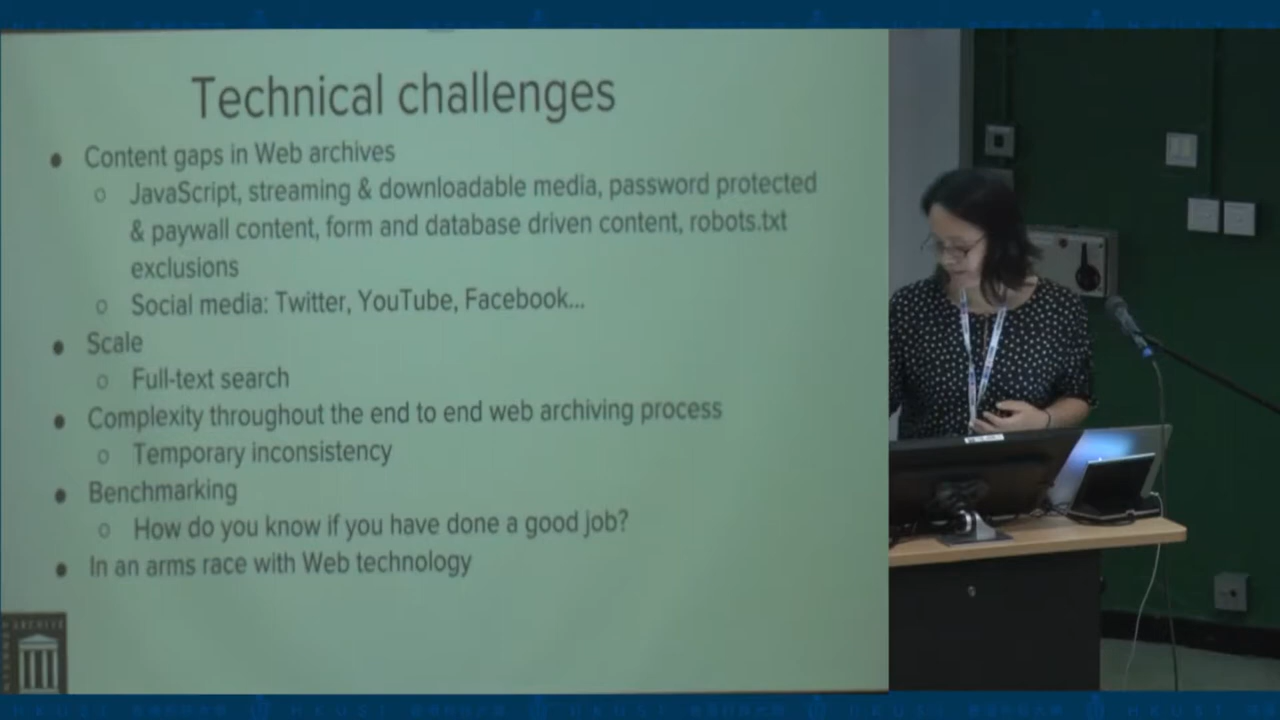 Technical challenges
● Content gaps in Web archives
o JavaScript, streaming & downloadable media, password protected
& paywall content, form and database driven content, robots.txt
exclusions
o Social media: Twitter, YouTube, Facebook...
● Scale
o Full-text search
● Complexity throughout the end to end web archiving process
o Temporary inconsistency
● Benchmarking
o How do you know if you have done a good job?
● In an arms race with Web technology
INTERNET ARCHIVE